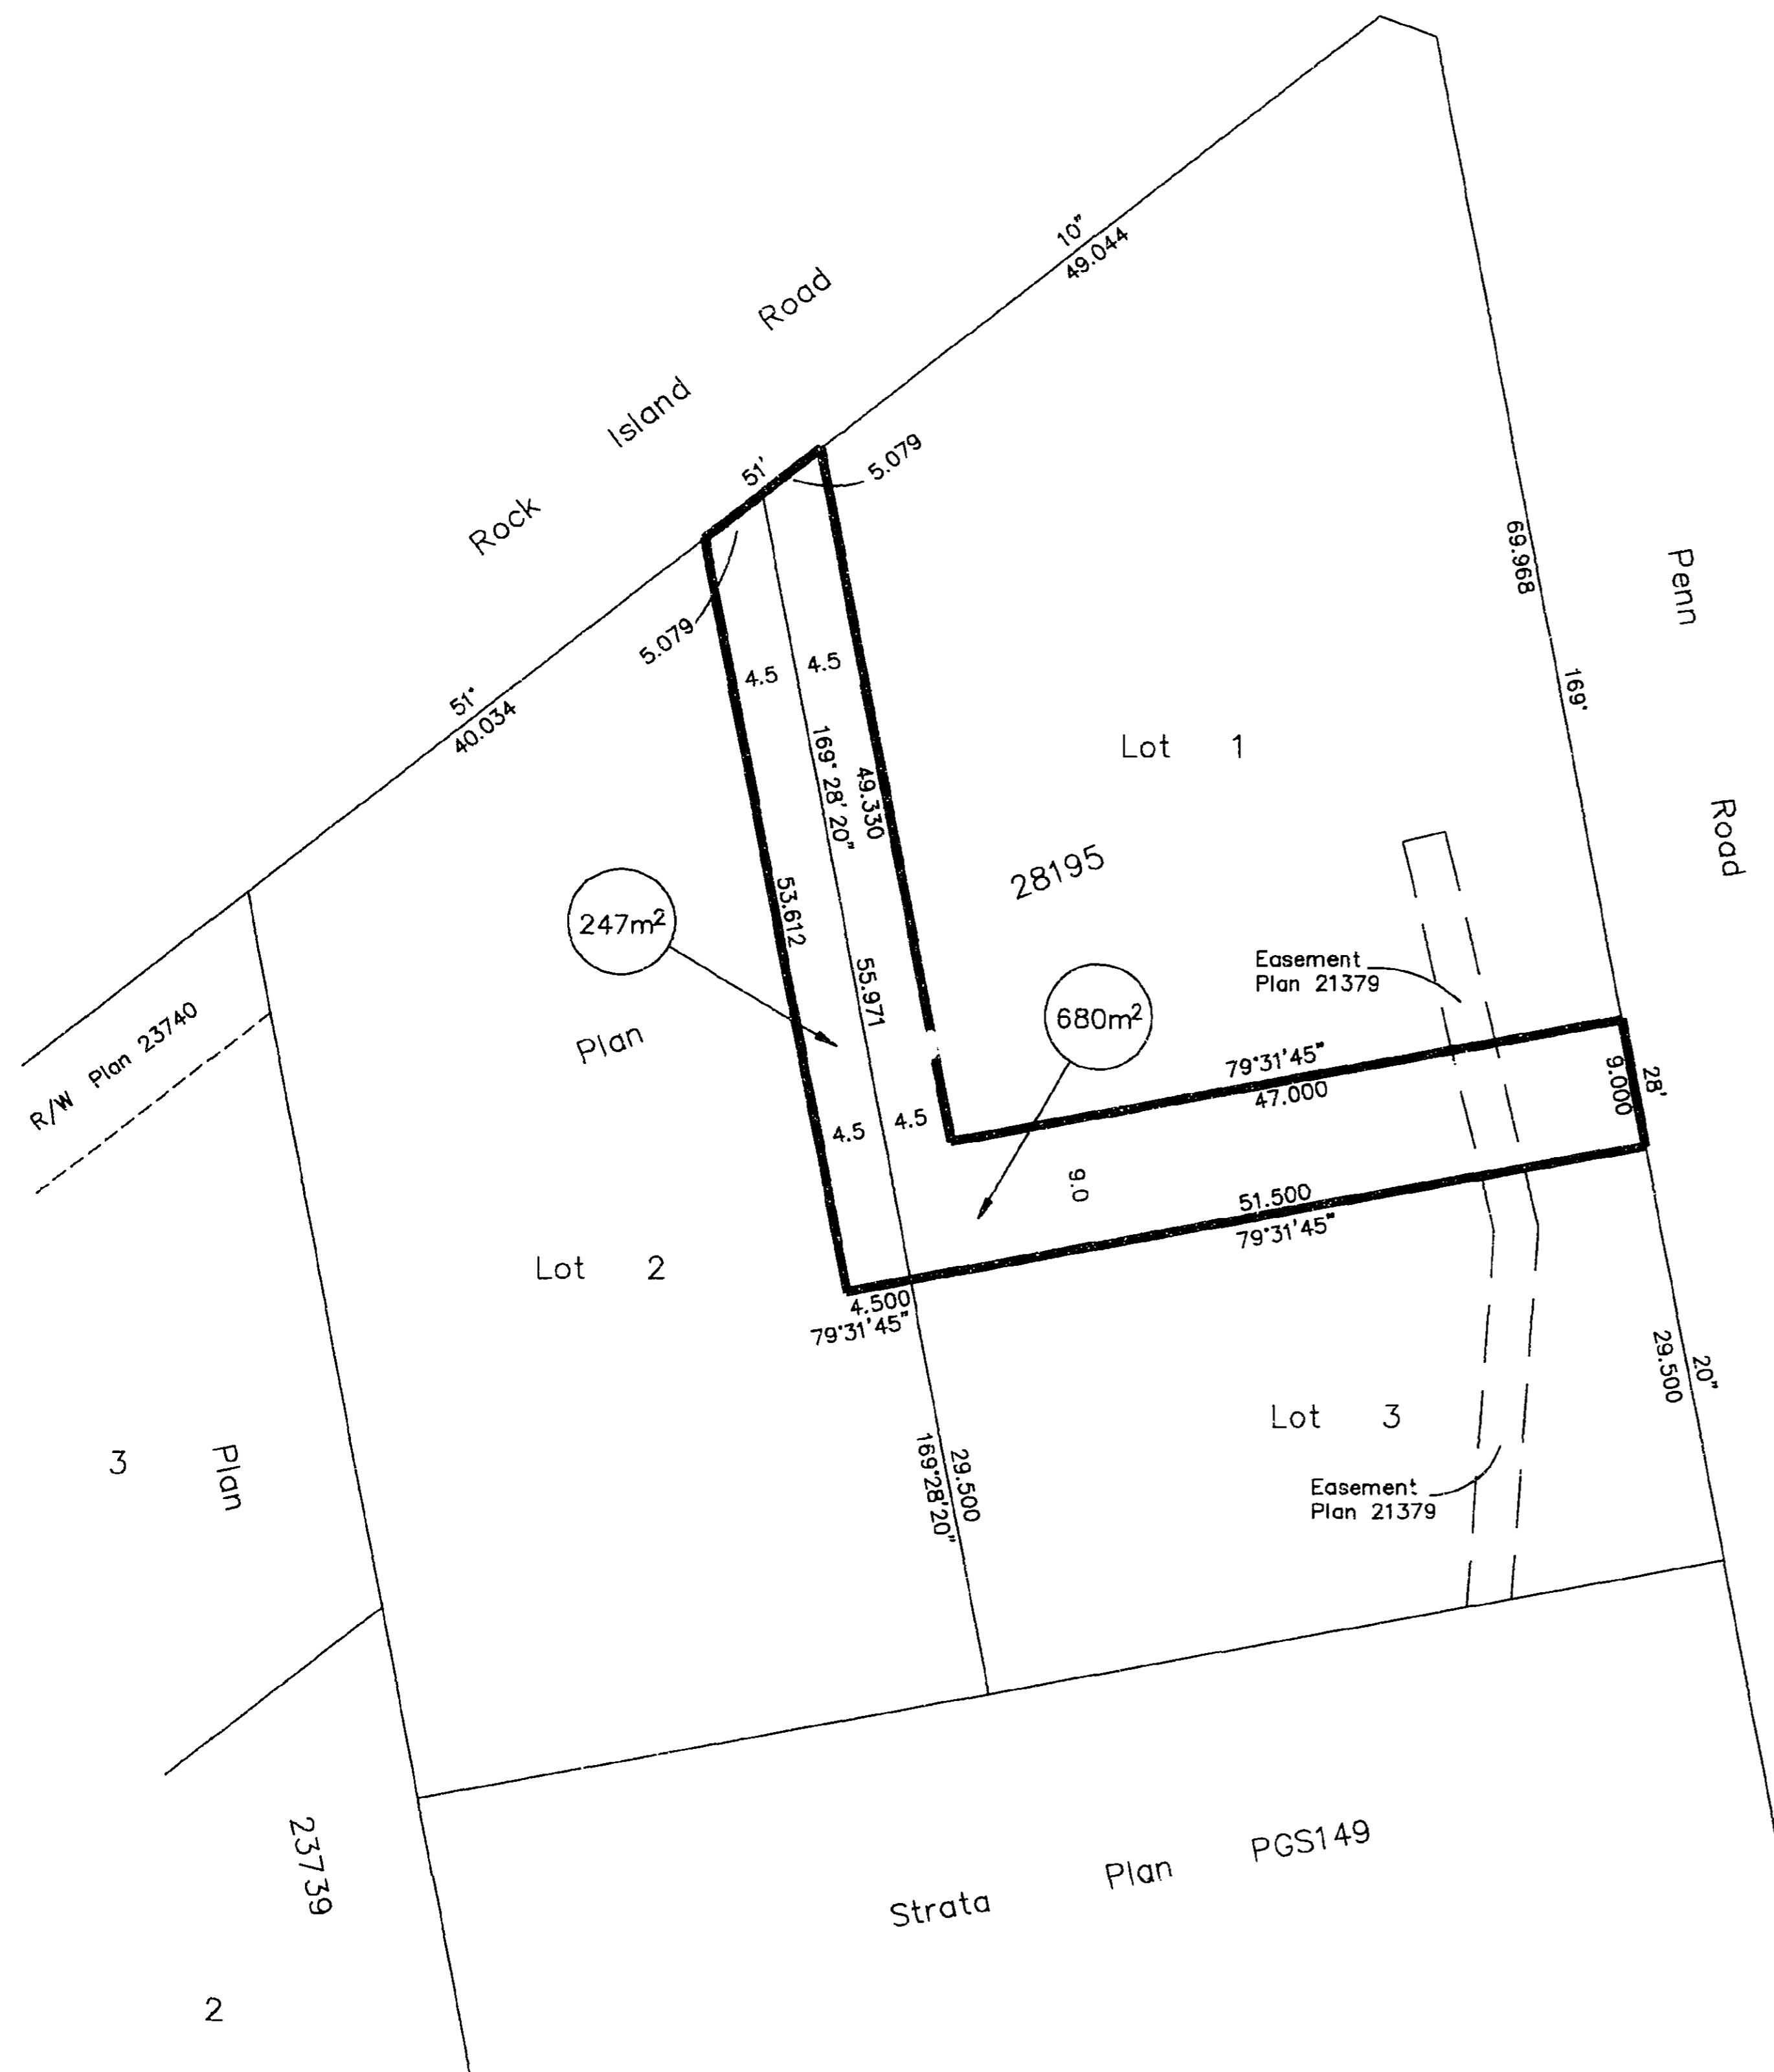 10"
49.044
Rock Island Road
51'
5.079
5.079
51°
40.034
4.5
4.5
69.968
169°
Penn Road
Lot 1
169° 28' 20"
49.330
53.612
55.971
28195
247m²
Plan
680m²
Easement
Plan 21379
R/W Plan 23740
79°31'45"
47.000
9.000
28'
4.5
4.5
9.0
51.500
79°31'45"
Lot 2
4.500
79°31'45"
29.500
20"
Lot 3
29.500
169°28'20"
Easement
Plan 21379
3
Plan
23739
2
Strata Plan PGS149